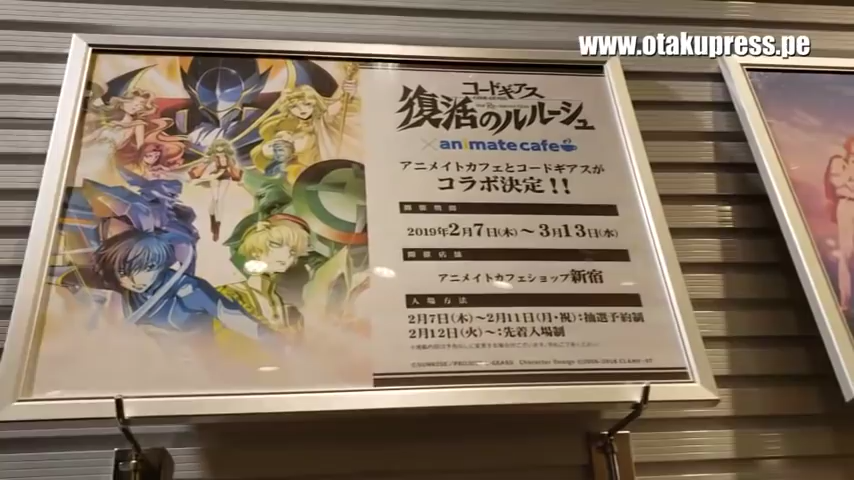 www.otakupress.pe
コードギアス
復活のルルーシュ
×animatecafe
アニメイトカフェとコードギアスが
コラボ決定!!
開催期間
2019年2月7日(木)~3月13日(水)
開催店舗
アニメイトカフェショップ新宿
入場方法
2月7日(木)~2月11日(月・祝):抽選予約制
2月12日(火)~:先着入場制